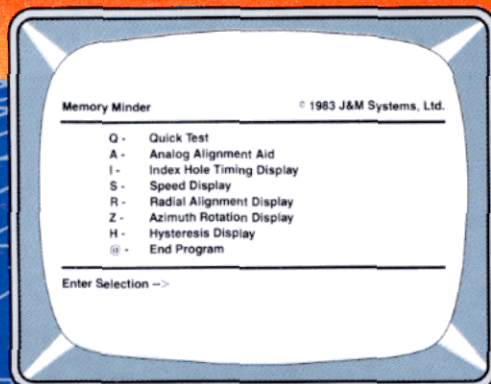 Memory Minder © 1983 J&M Systems, Ltd.
Q - Quick Test
A - Analog Alignment Aid
I - Index Hole Timing Display
S - Speed Display
R - Radial Alignment Display
Z - Azimuth Rotation Display
H - Hysteresis Display
@ - End Program
Enter Selection -->